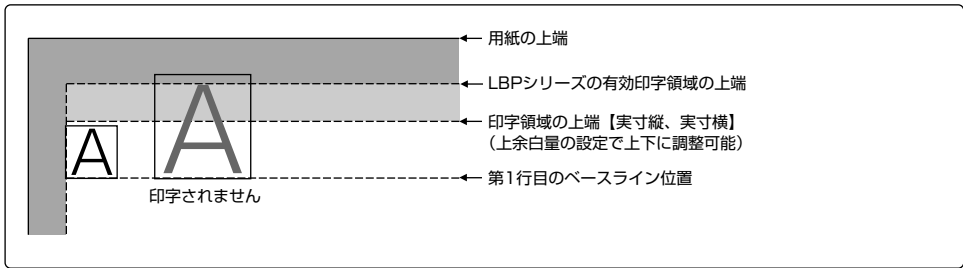 用紙の上端
LBPシリーズの有効印字領域の上端
印字領域の上端【実寸縦、実寸横】
（上余白量の設定で上下に調整可能）
第1行目のベースライン位置
A
A
印字されません